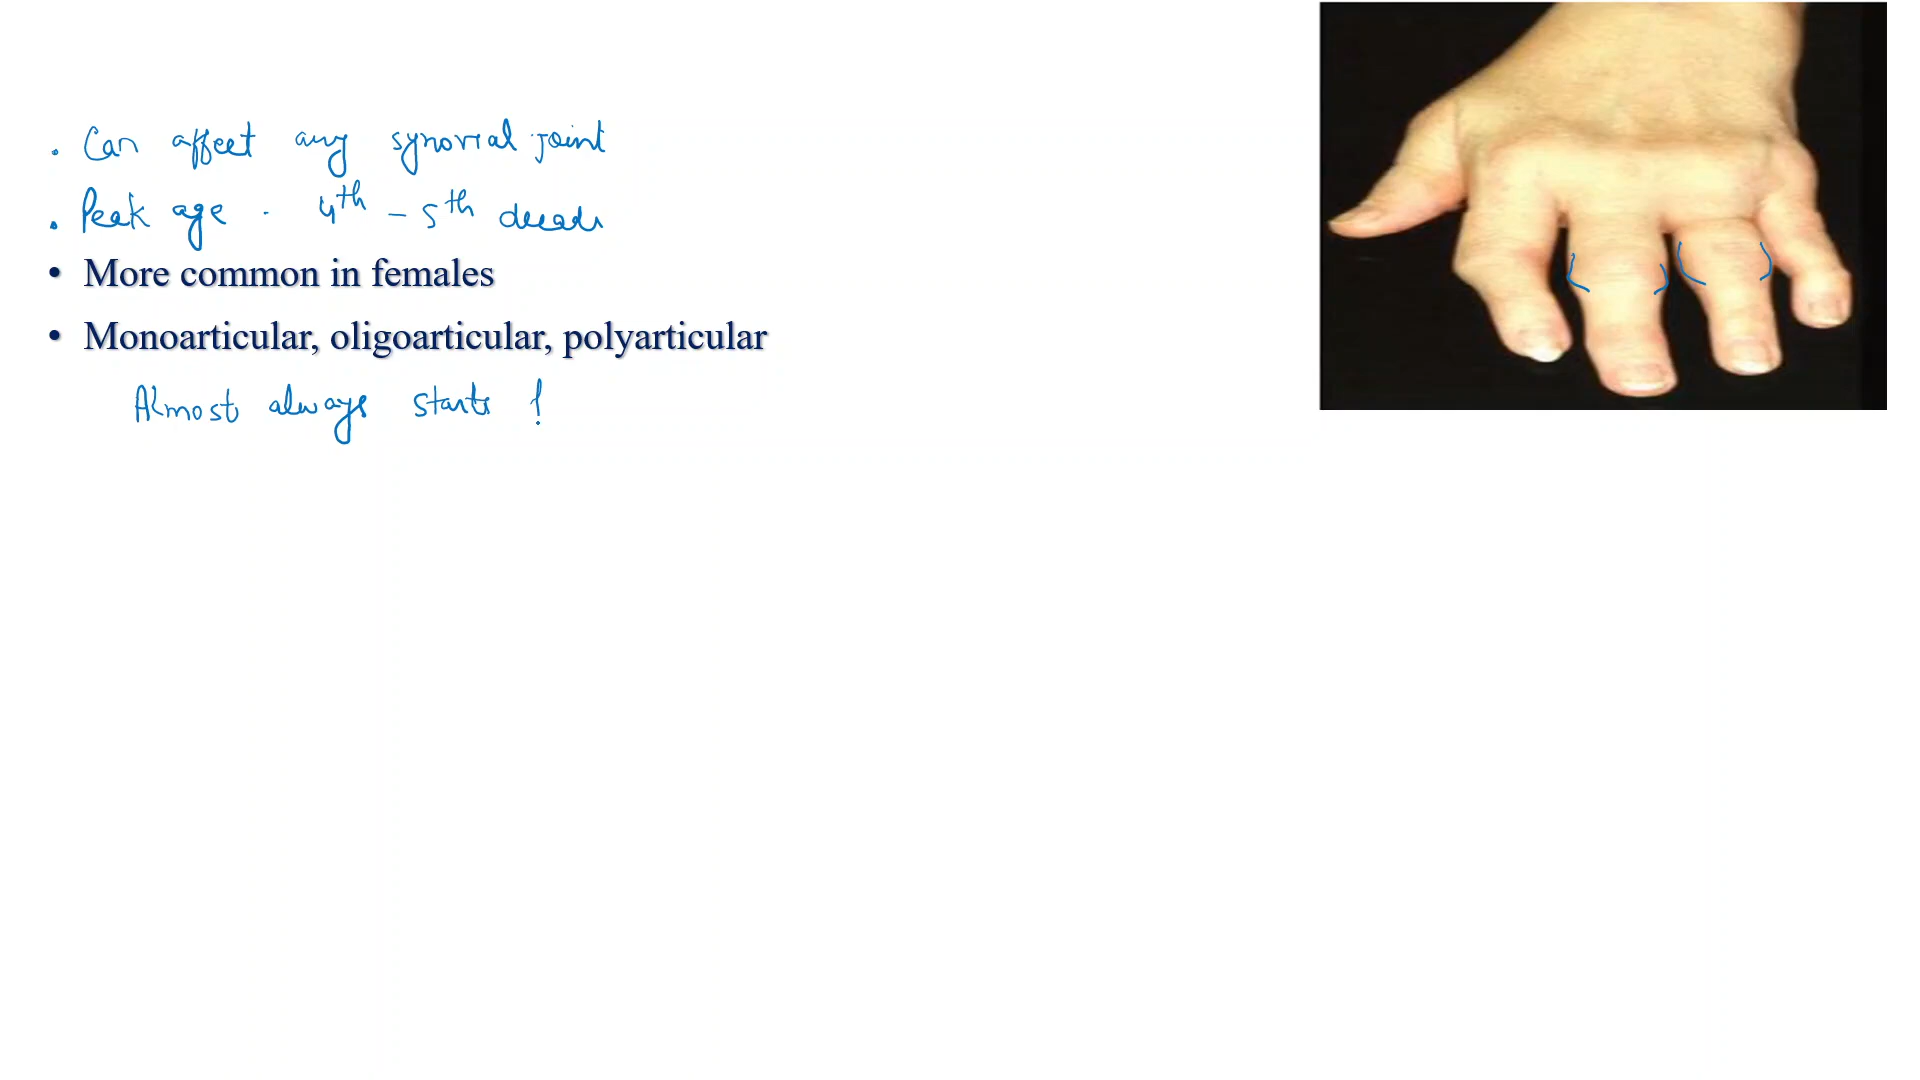 . Can affect any synovial joint
. Peak age - 4th - 5th decade
• More common in females
• Monoarticular, oligoarticular, polyarticular
Almost always starts f